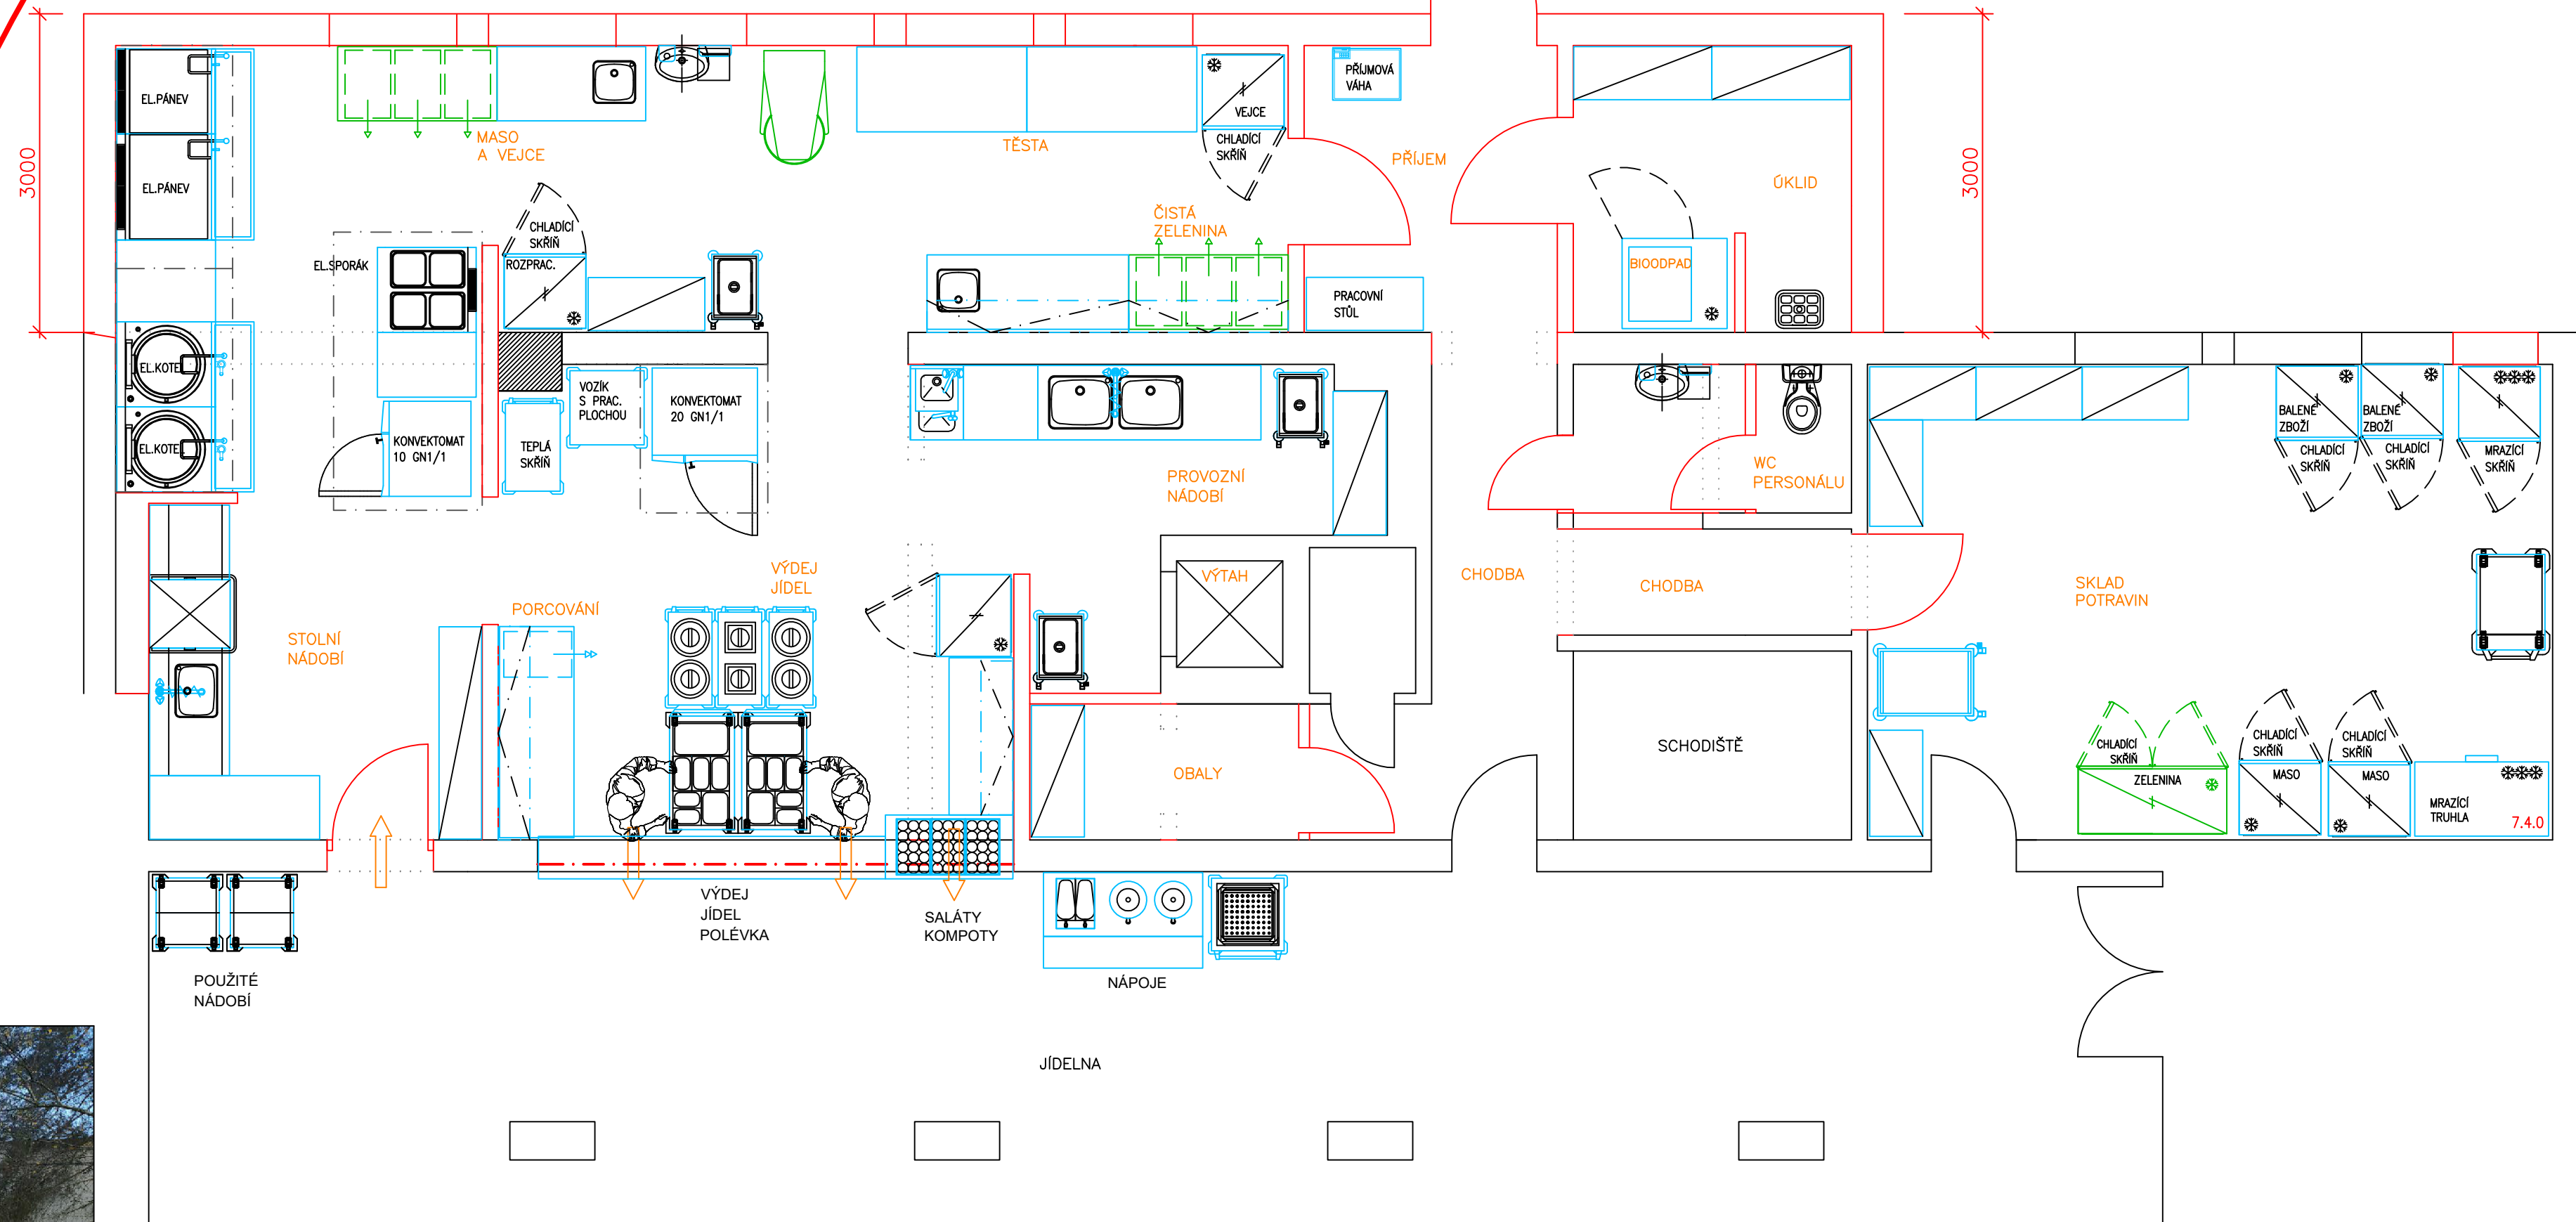 3000
EL.PÁNEV
EL.PÁNEV
MASO
A VEJCE
TĚSTA
VEJCE
CHLADÍCÍ
SKŘÍŇ
PŘÍJMOVÁ
VÁHA
PŘÍJEM
ÚKLID
3000
ČISTÁ
ZELENINA
CHLADÍCÍ
SKŘÍŇ
ROZPRAC.
EL.SPORÁK
BIOODPAD
PRACOVNÍ
STŮL
EL.KOTE
EL.KOTE
KONVEKTOMAT
10 GN1/1
TEPLÁ
SKŘÍŇ
VOZÍK
S PRAC.
PLOCHOU
KONVEKTOMAT
20 GN1/1
PROVOZNÍ
NÁDOBÍ
WC
PERSONÁLU
BALENÉ
ZBOŽÍ
CHLADÍCÍ
SKŘÍŇ
BALENÉ
ZBOŽÍ
CHLADÍCÍ
SKŘÍŇ
MRAZÍCÍ
SKŘÍŇ
VÝDEJ
JÍDEL
PORCOVÁNÍ
STOLNÍ
NÁDOBÍ
VÝTAH
CHODBA
CHODBA
SKLAD
POTRAVIN
OBALY
SCHODIŠTĚ
CHLADÍCÍ
SKŘÍŇ
ZELENINA
CHLADÍCÍ
SKŘÍŇ
MASO
CHLADÍCÍ
SKŘÍŇ
MASO
MRAZÍCÍ
TRUHLA
7.4.0
VÝDEJ
JÍDEL
POLÉVKA
SALÁTY
KOMPOTY
NÁPOJE
POUŽITÉ
NÁDOBÍ
JÍDELNA